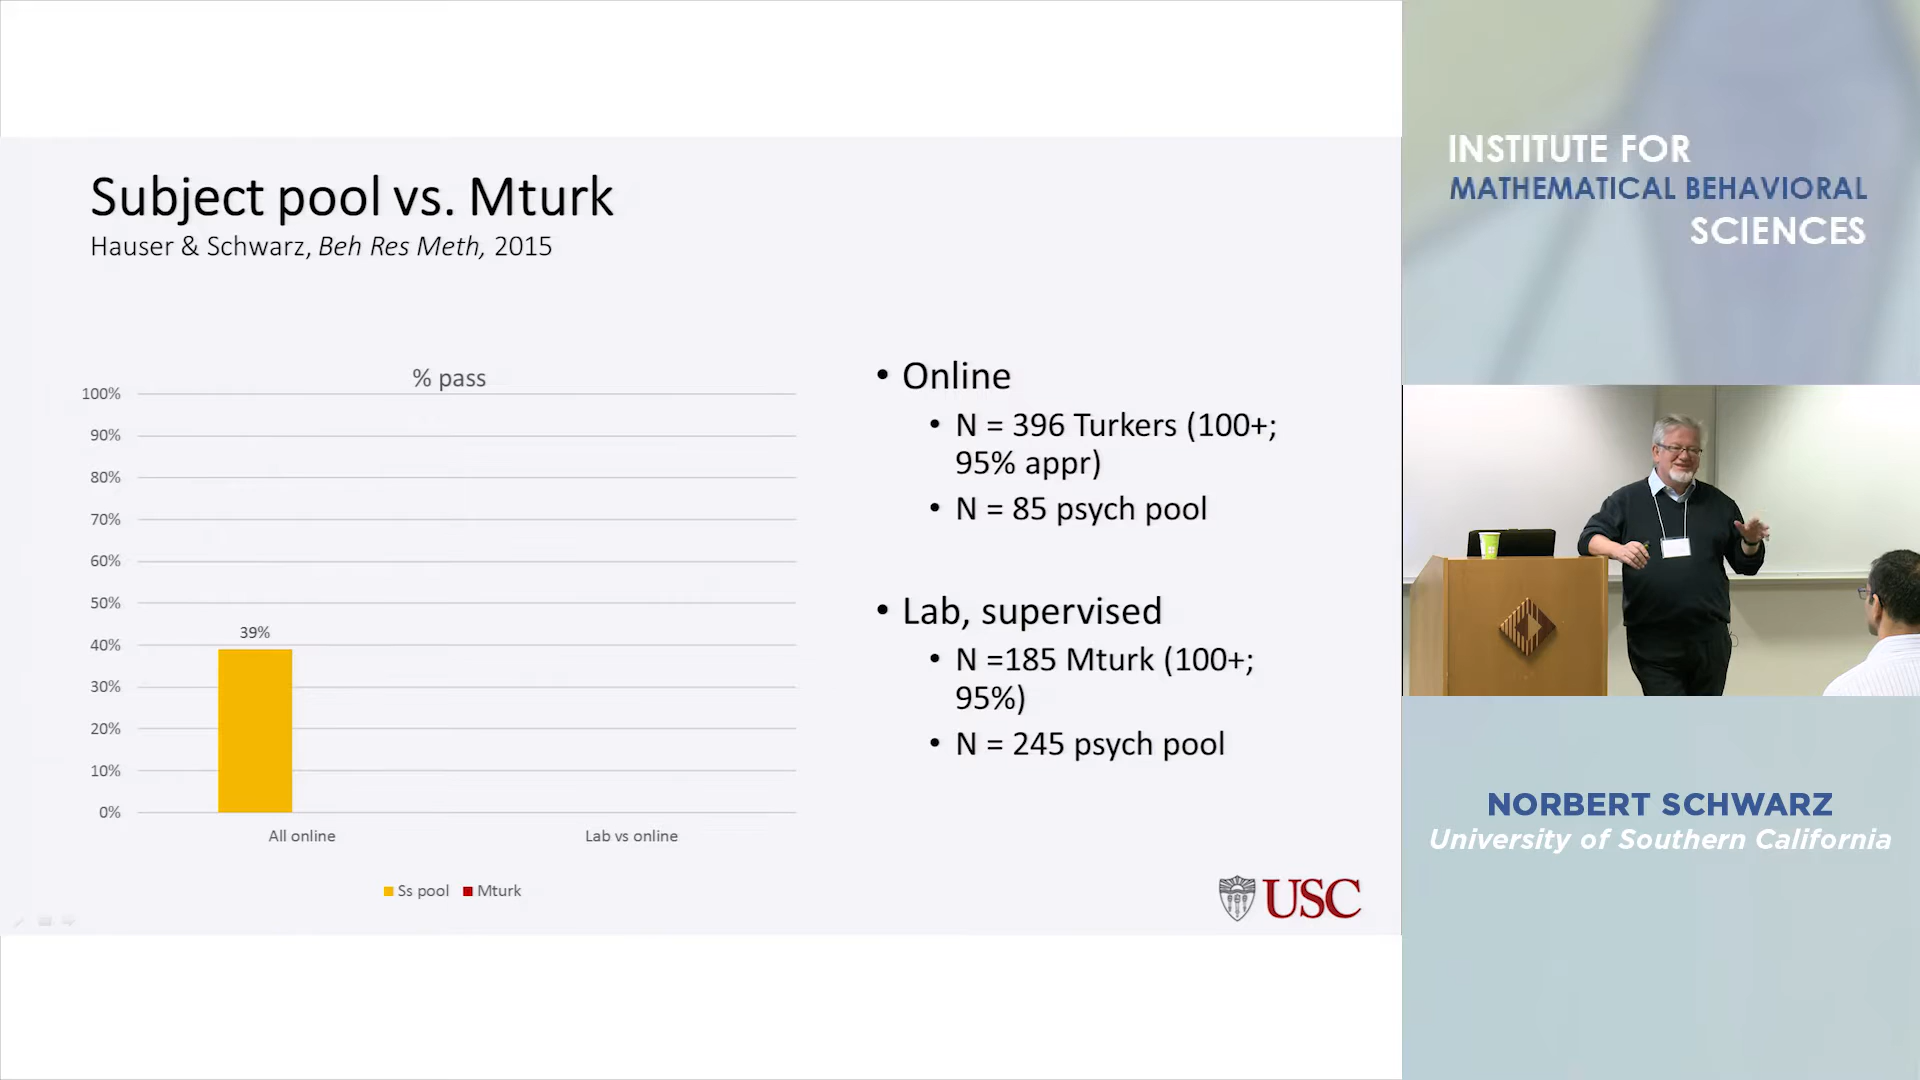 Subject pool vs. Mturk
Hauser & Schwarz, Beh Res Meth, 2015
% pass
100%
90%
80%
70%
60%
50%
40%
30%
20%
10%
0%
39%
All online
Lab vs online
Ss pool
Mturk
• Online
• N = 396 Turkers (100+;
95% appr)
• N = 85 psych pool
• Lab, supervised
• N =185 Mturk (100+;
95%)
• N = 245 psych pool
USC
INSTITUTE FOR
MATHEMATICAL BEHAVIORAL
SCIENCES
NORBERT SCHWARZ
University of Southern California